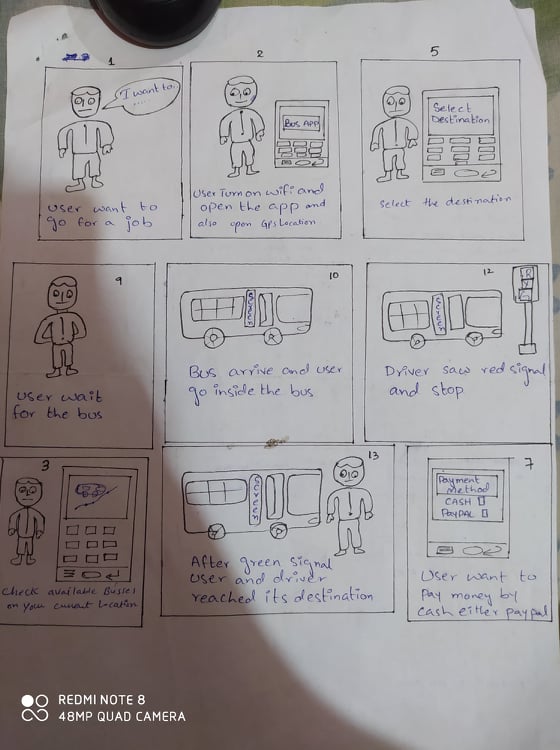 1
I want to
.....
User want to
go for a job
2
BUS APP
User Turn on wifi and
open the app and
also open GPS Location
5
Select
Destination
Select the destination
9
User wait
for the bus
10
SCREEN
Bus arrive and user
go inside the bus
12
SCREEN
R
Y
G
Driver saw red signal
and stop
3
Check available Busses
on your current Location
13
SCREEN
After green signal
user and driver
reached its destination
7
Payment
method
CASH
PAYPAL
User want to
Pay money by
cash either paypal
REDMI NOTE 8
48MP QUAD CAMERA